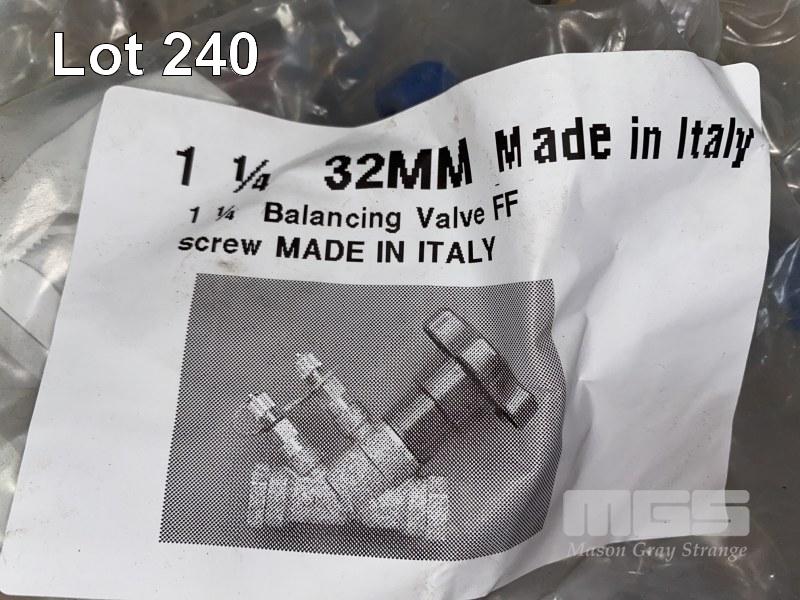 Lot 240
1 ¼ 32MM Made in Italy
1 ¼ Balancing Valve FF
screw MADE IN ITALY
MGS
Mason Gray Strange